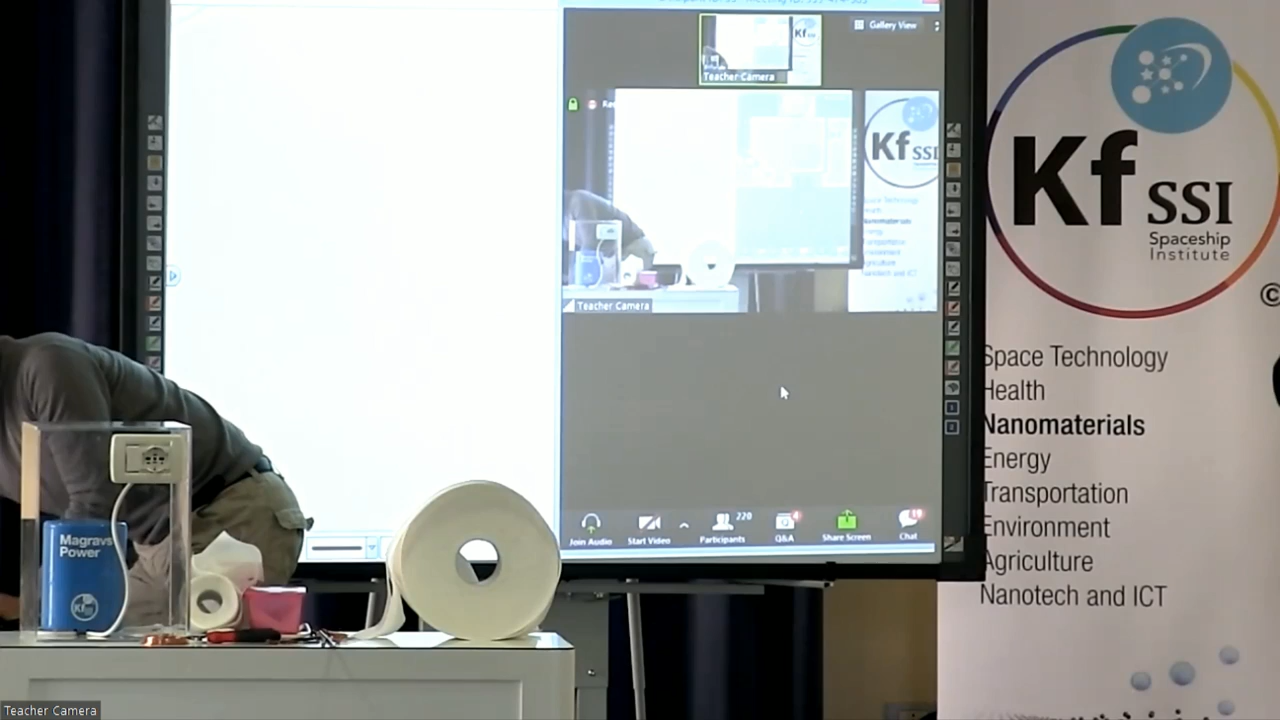 Gallery View
Teacher Camera
Kf SSI
Teacher Camera
Join Audio
Start Video
220
Participants
Q&A
Share Screen
Chat
Kf SSI
Spaceship
Institute
©
Space Technology
Health
Nanomaterials
Energy
Transportation
Environment
Agriculture
Nanotech and ICT
Magravs
Power
Kf SSI
Teacher Camera